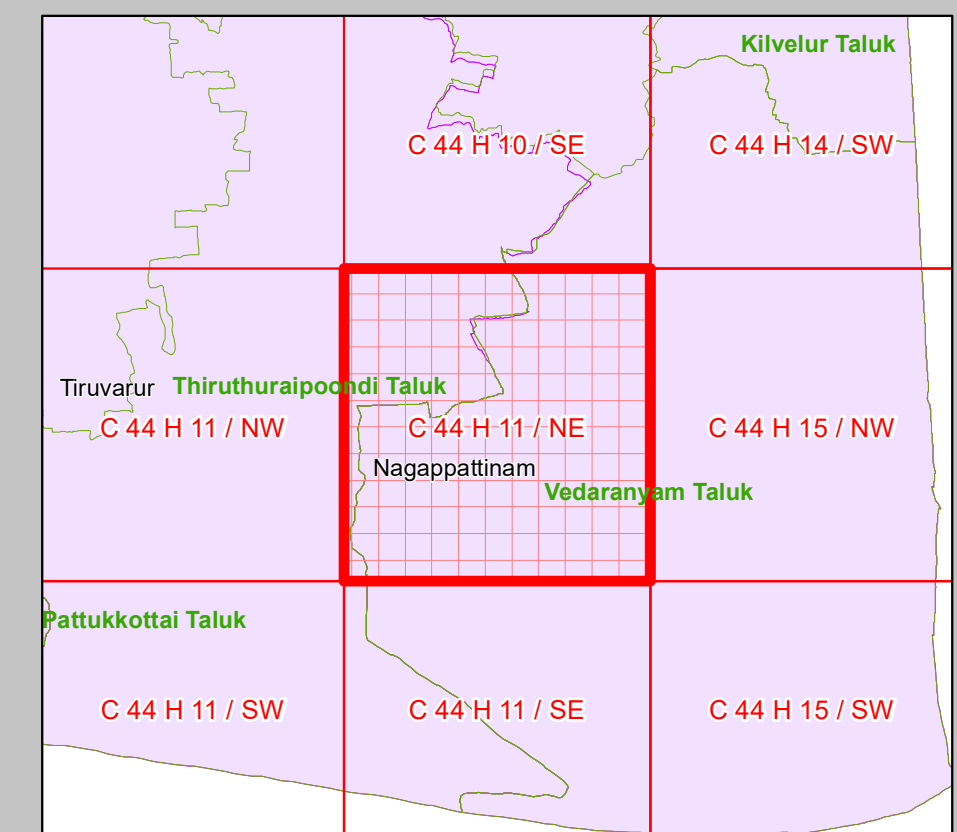 Kilvelur Taluk
C 44 H 10 / SE
C 44 H 14 / SW
Tiruvarur
Thiruthuraipoondi Taluk
C 44 H 11 / NW
C 44 H 11 / NE
C 44 H 15 / NW
Nagappattinam
Vedaranyam Taluk
Pattukkottai Taluk
C 44 H 11 / SW
C 44 H 11 / SE
C 44 H 15 / SW